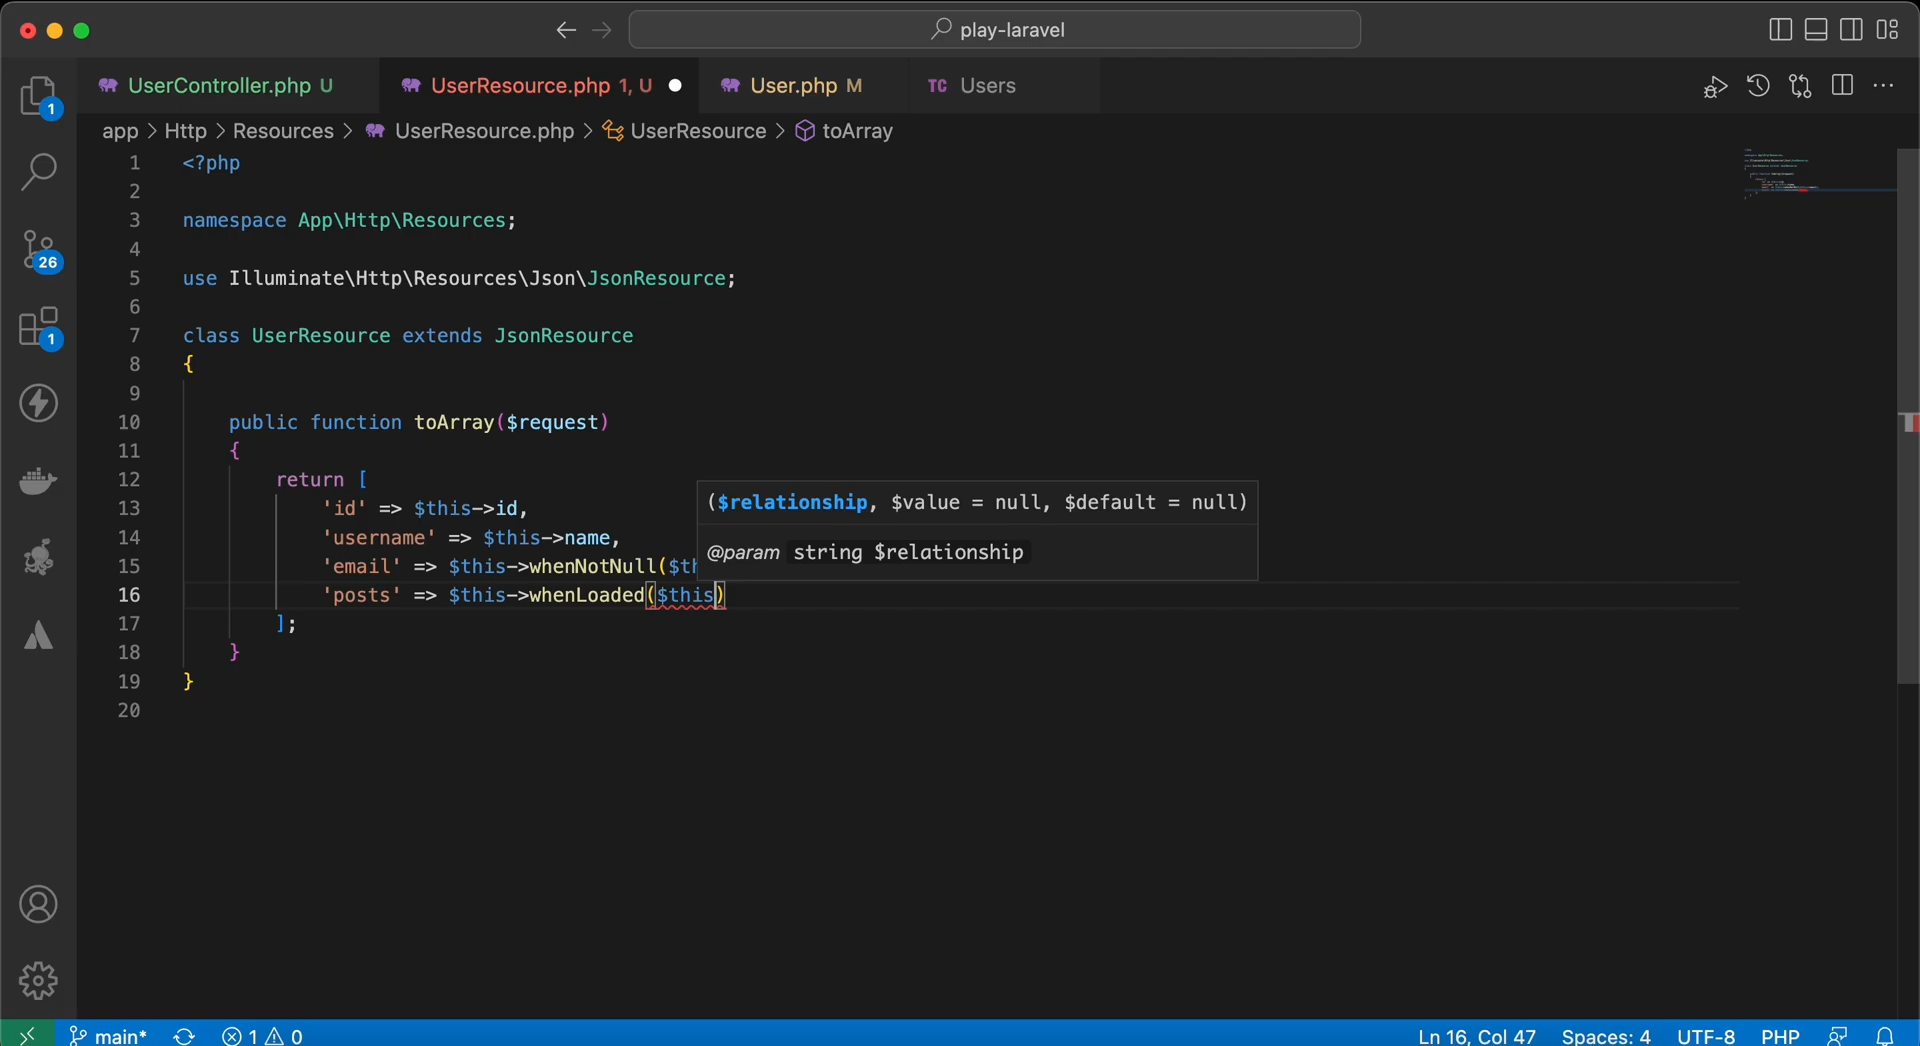 play-laravel
UserController.php U
UserResource.php 1, U
User.php M
TC Users
app > Http > Resources > UserResource.php > UserResource > toArray
1 <?php
2
3 namespace App\Http\Resources;
4
5 use Illuminate\Http\Resources\Json\JsonResource;
6
7 class UserResource extends JsonResource
8 {
9
10 public function toArray($request)
11 {
12 return [
13 'id' => $this->id,
14 'username' => $this->name,
15 'email' => $this->whenNotNull($th
16 'posts' => $this->whenLoaded($this)
17 ];
18 }
19 }
20
($relationship, $value = null, $default = null)
@param string $relationship
1
26
1
main* 1 0
Ln 16, Col 47 Spaces: 4 UTF-8 PHP